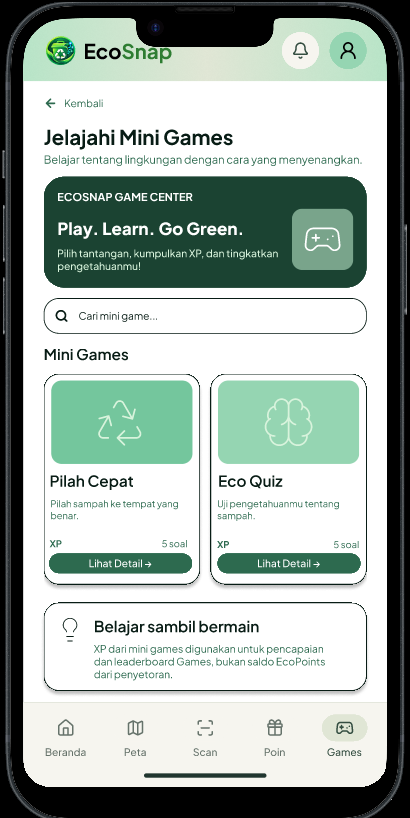 EcoSnap
Kembali
Jelajahi Mini Games
Belajar tentang lingkungan dengan cara yang menyenangkan.
ECOSNAP GAME CENTER
Play. Learn. Go Green.
Pilih tantangan, kumpulkan XP, dan tingkatkan
pengetahuanmu!
Cari mini game...
Mini Games
Pilah Cepat
Pilah sampah ke tempat yang
benar.
XP 5 soal
Lihat Detail →
Eco Quiz
Uji pengetahuanmu tentang
sampah.
XP 5 soal
Lihat Detail →
Belajar sambil bermain
XP dari mini games digunakan untuk pencapaian
dan leaderboard Games, bukan saldo EcoPoints
dari penyetoran.
Beranda Peta Scan Poin Games